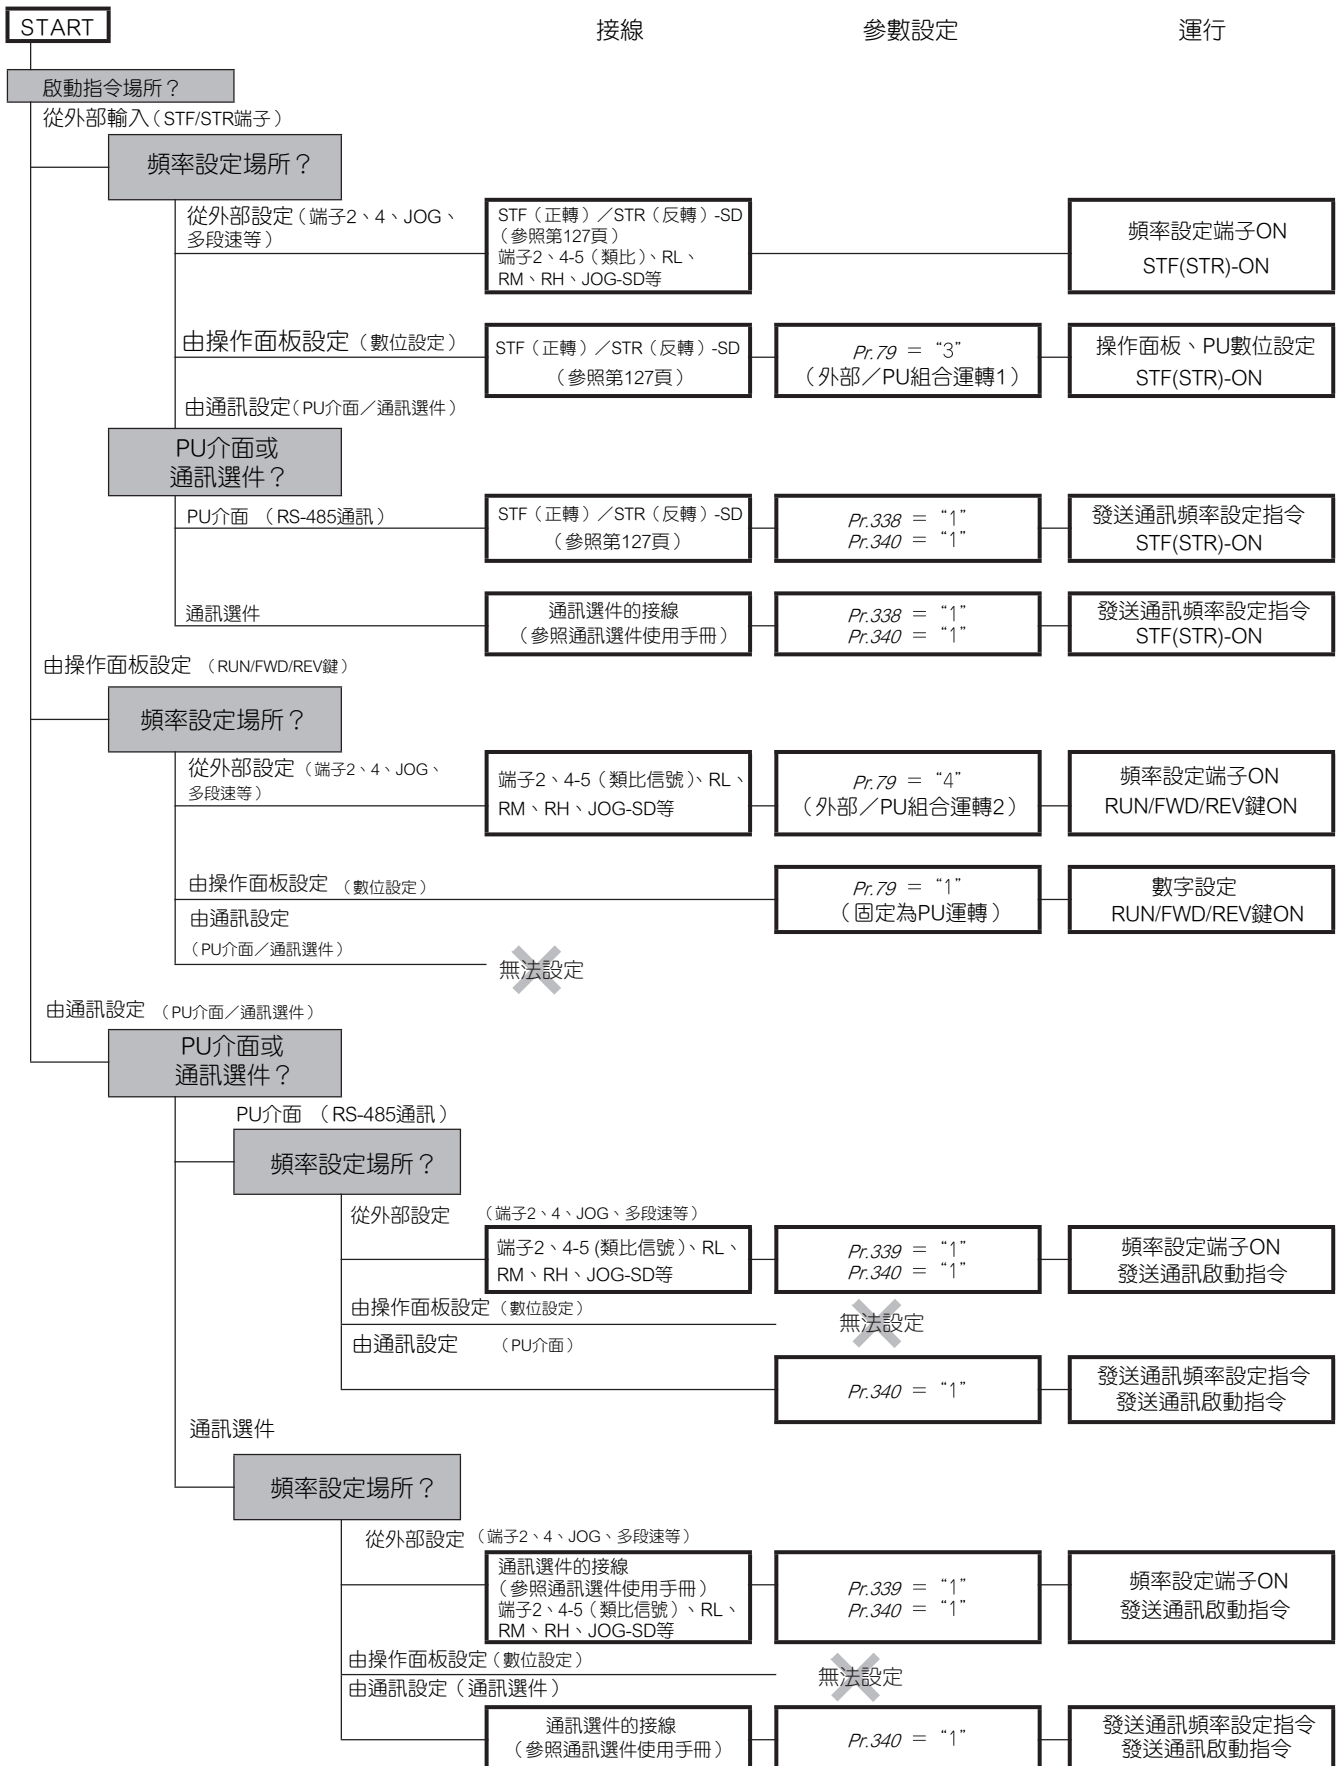 START
接線
參數設定
運行
啟動指令場所？
從外部輸入（STF/STR端子）
頻率設定場所？
從外部設定（端子2、4、JOG、
多段速等）
STF（正轉）／STR（反轉）-SD
（參照第127頁）
端子2、4-5（類比）、RL、
RM、RH、JOG-SD等
頻率設定端子ON
STF(STR)-ON
由操作面板設定（數位設定）
STF（正轉）／STR（反轉）-SD
（參照第127頁）
Pr.79 ＝ “3”
（外部／PU組合運轉1）
操作面板、PU數位設定
STF(STR)-ON
由通訊設定（PU介面／通訊選件）
PU介面或
通訊選件？
PU介面 （RS-485通訊）
STF（正轉）／STR（反轉）-SD
（參照第127頁）
Pr.338 ＝ “1”
Pr.340 ＝ “1”
發送通訊頻率設定指令
STF(STR)-ON
通訊選件
通訊選件的接線
（參照通訊選件使用手冊）
Pr.338 ＝ “1”
Pr.340 ＝ “1”
發送通訊頻率設定指令
STF(STR)-ON
由操作面板設定 （RUN/FWD/REV鍵）
頻率設定場所？
從外部設定（端子2、4、JOG、
多段速等）
端子2、4-5（類比信號）、RL、
RM、RH、JOG-SD等
Pr.79 ＝ “4”
（外部／PU組合運轉2）
頻率設定端子ON
RUN/FWD/REV鍵ON
由操作面板設定 （數位設定）
Pr.79 ＝ “1”
（固定為PU運轉）
數字設定
RUN/FWD/REV鍵ON
由通訊設定
（PU介面／通訊選件）
無法設定
由通訊設定 （PU介面／通訊選件）
PU介面或
通訊選件？
PU介面 （RS-485通訊）
頻率設定場所？
從外部設定 （端子2、4、JOG、多段速等）
端子2、4-5 (類比信號）、RL、
RM、RH、JOG-SD等
Pr.339 ＝ “1”
Pr.340 ＝ “1”
頻率設定端子ON
發送通訊啟動指令
由操作面板設定（數位設定）
無法設定
由通訊設定 （PU介面）
Pr.340 ＝ “1”
發送通訊頻率設定指令
發送通訊啟動指令
通訊選件
頻率設定場所？
從外部設定 （端子2、4、JOG、多段速等）
通訊選件的接線
（參照通訊選件使用手冊）
端子2、4-5（類比信號）、RL、
RM、RH、JOG-SD等
Pr.339 ＝ “1”
Pr.340 ＝ “1”
頻率設定端子ON
發送通訊啟動指令
由操作面板設定（數位設定）
無法設定
由通訊設定（通訊選件）
通訊選件的接線
（參照通訊選件使用手冊）
Pr.340 ＝ “1”
發送通訊頻率設定指令
發送通訊啟動指令